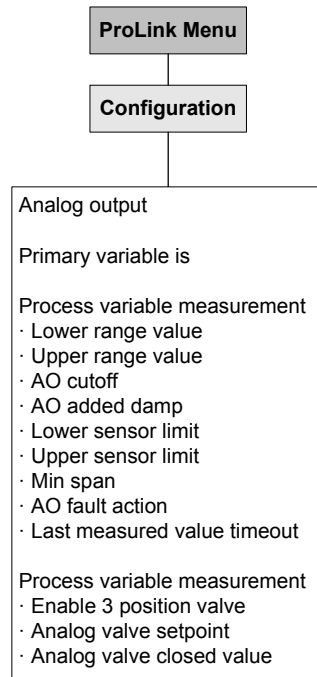 ProLink Menu
Configuration
Analog output
Primary variable is
Process variable measurement
· Lower range value
· Upper range value
· AO cutoff
· AO added damp
· Lower sensor limit
· Upper sensor limit
· Min span
· AO fault action
· Last measured value timeout
Process variable measurement
· Enable 3 position valve
· Analog valve setpoint
· Analog valve closed value